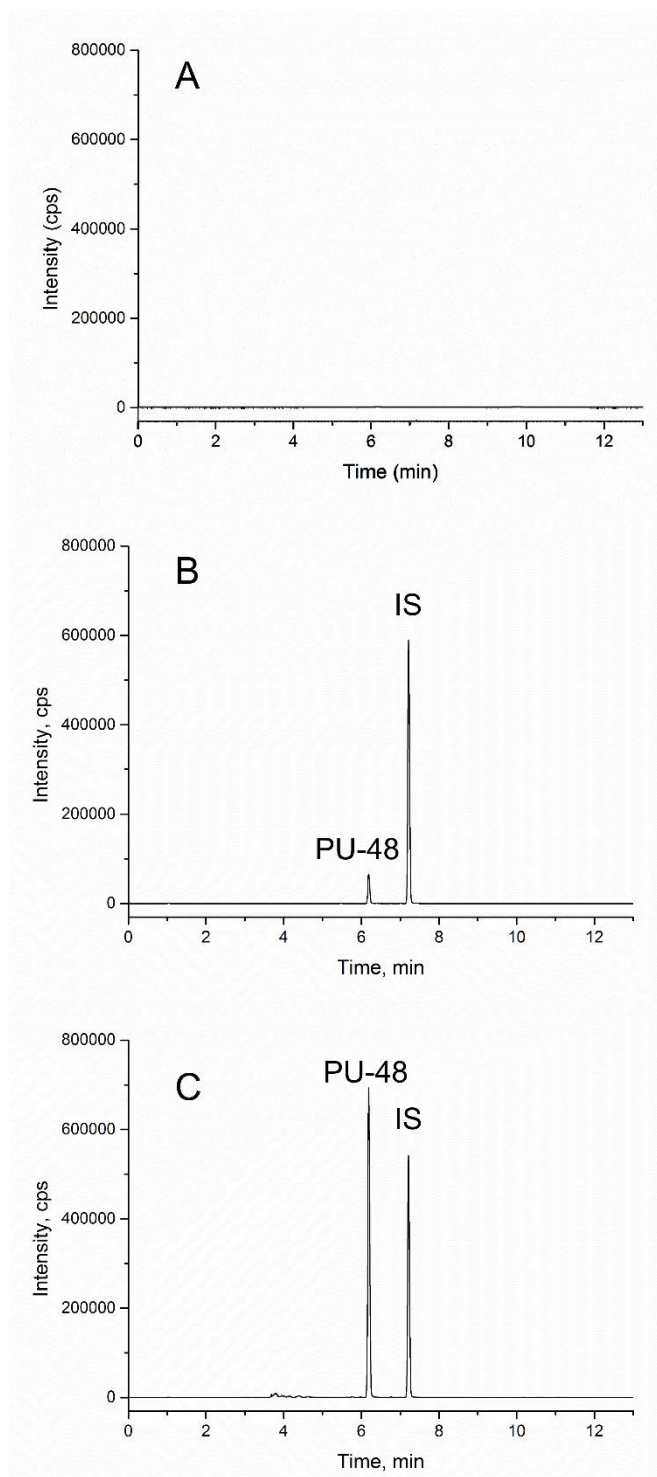 800000
A
600000
Intensity (cps)
400000
200000
0
0 2 4 6 8 10 12
Time (min)
800000
B
IS
600000
Intensity, cps
400000
200000
PU-48
0
0 2 4 6 8 10 12
Time, min
800000
PU-48
C
IS
600000
Intensity, cps
400000
200000
0
0 2 4 6 8 10 12
Time, min